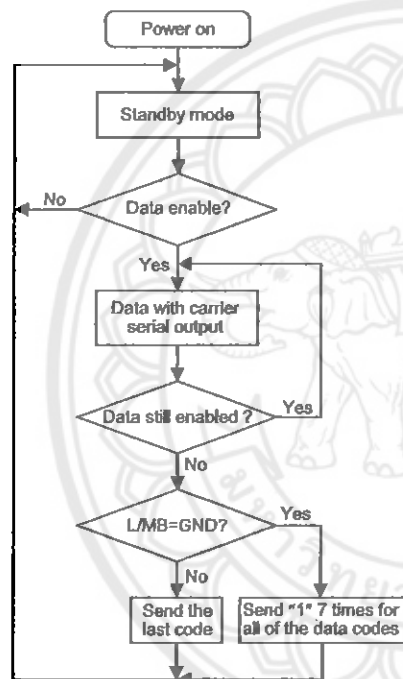 Power on
Standby mode
Data enable?
No
Yes
Data with carrier
serial output
Data still enabled ?
Yes
No
L/MB=GND?
Yes
No
Send the
last code
Send "1" 7 times for
all of the data codes